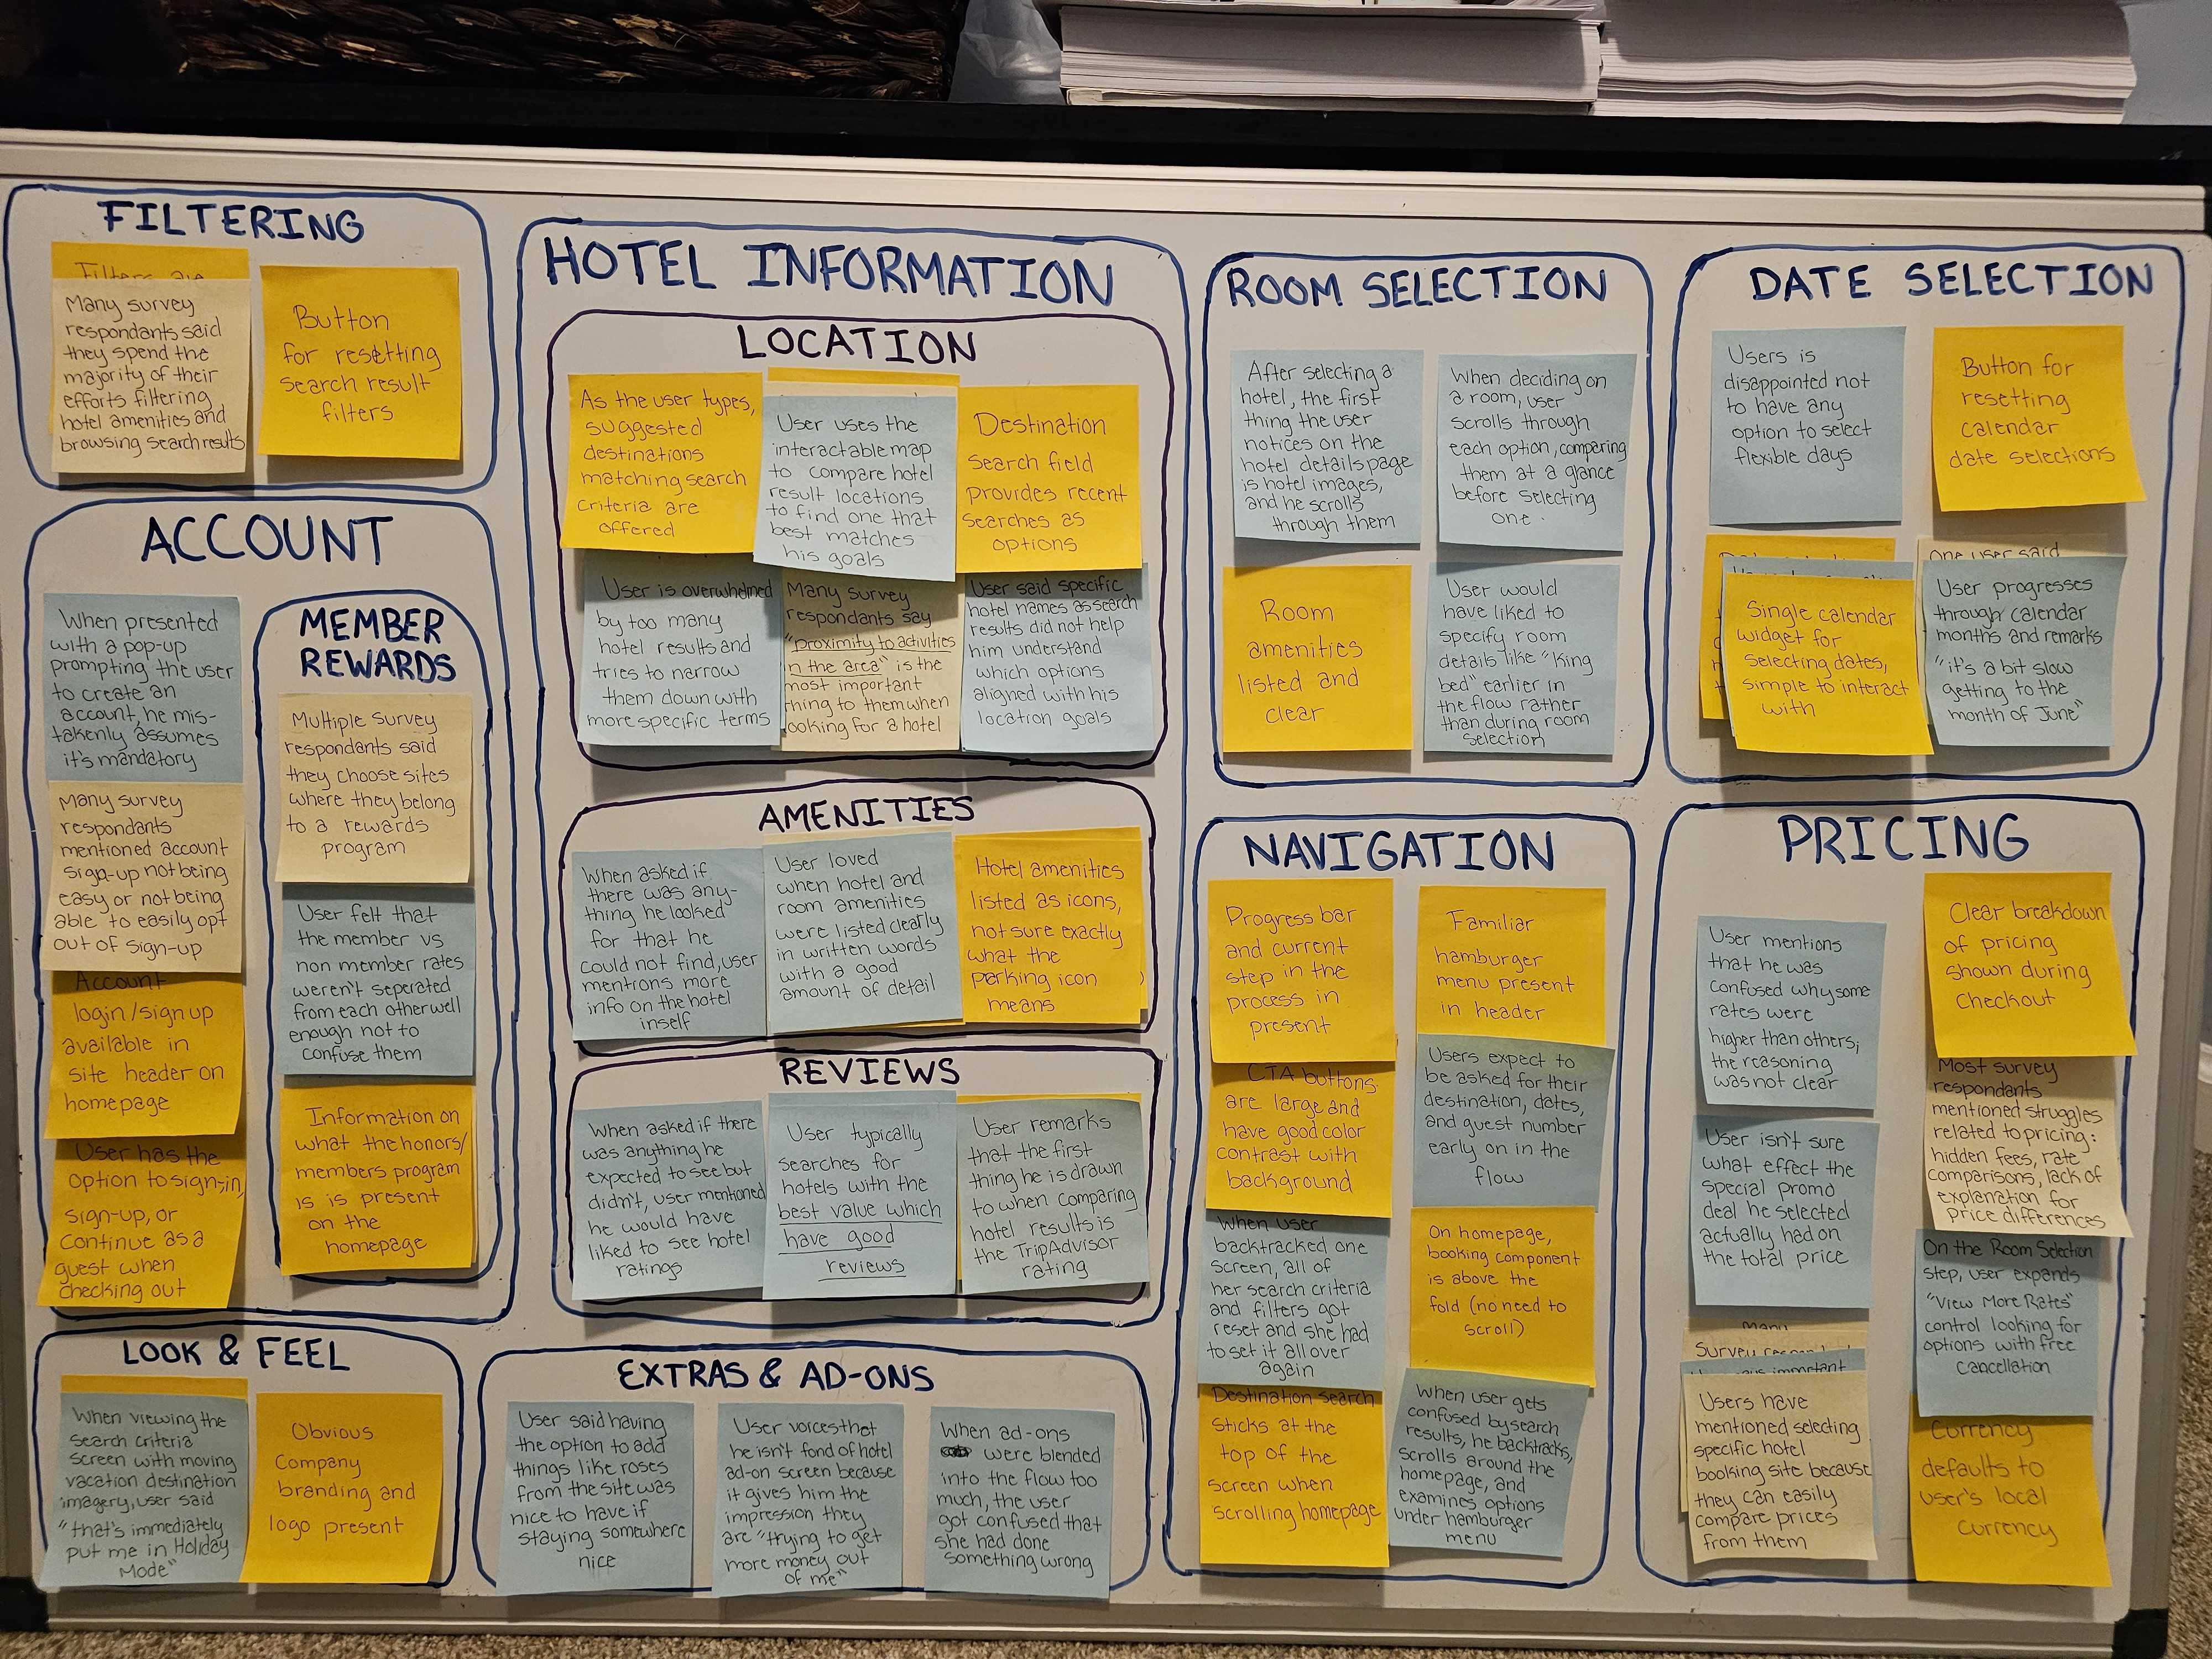 FILTERING
Filters are
Many survey
respondants said
they spend the
majority of their
efforts filtering
hotel amenities and
browsing search results
Button
for resetting
search result
filters
ACCOUNT
When presented
with a pop-up
prompting the user
to create an
account, he mis-
takenly assumes
it's mandatory
Many survey
respondants
mentioned account
sign-up not being
easy or not being
able to easily opt
out of sign-up
Account
login/sign up
available in
site header on
homepage
User has the
option to sign-in,
sign-up, or
continue as a
guest when
checking out
MEMBER
REWARDS
Multiple survey
respondants said
they choose sites
where they belong
to a rewards
program
User felt that
the member vs
non member rates
weren't seperated
from each other well
enough not to
confuse them
Information on
what the honors/
members program
is is present
on the
homepage
LOOK & FEEL
When viewing the
search criteria
screen with moving
vacation destination
imagery, user said
"that's immediately
put me in Holiday
Mode"
Obvious
Company
branding and
logo present
HOTEL INFORMATION
LOCATION
As the user types,
suggested
destinations
matching search
criteria are
offered
User uses the
interactable map
to compare hotel
result locations
to find one that
best matches
his goals
Destination
search field
provides recent
searches as
options
User is overwhelmed
by too many
hotel results and
tries to narrow
them down with
more specific terms
Many survey
respondants say
"proximity to activities
in the area" is the
most important
thing to them when
looking for a hotel
User said specific
hotel names as search
results did not help
him understand
which options
aligned with his
location goals
AMENITIES
When asked if
there was any-
thing he looked
for that he
could not find, user
mentions more
info on the hotel
inself
User loved
when hotel and
room amenities
were listed clearly
in written words
with a good
amount of detail
Hotel amenities
listed as icons,
not sure exactly
what the
parking icon
means
REVIEWS
When asked if there
was anything he
expected to see but
didn't, user mentioned
he would have
liked to see hotel
ratings
User typically
searches for
hotels with the
best value which
have good
reviews
User remarks
that the first
thing he is drawn
to when comparing
hotel results is
the TripAdvisor
rating
EXTRAS & AD-ONS
User said having
the option to add
things like roses
from the site was
nice to have if
staying somewhere
nice
User voices that
he isn't fond of hotel
ad-on screen because
it gives him the
impression they
are "trying to get
more money out
of me"
When ad-ons
were blended
into the flow too
much, the user
got confused that
she had done
something wrong
ROOM SELECTION
After selecting a
hotel, the first
thing the user
notices on the
hotel details page
is hotel images,
and he scrolls
through them
When deciding on
a room, user
scrolls through
each option, comparing
them at a glance
before selecting
one.
Room
amenities
listed and
clear
User would
have liked to
specify room
details like "King
bed" earlier in
the flow rather
than during room
selection
NAVIGATION
Progress bar
and current
step in the
process in
present
Familiar
hamburger
menu present
in header
CTA buttons
are large and
have good color
contrast with
background
Users expect to
be asked for their
destination, dates,
and guest number
early on in the
flow
When user
backtracked one
screen, all of
her search criteria
and filters got
reset and she had
to set it all over
again
On homepage,
booking component
is above the
fold (no need to
scroll)
Destination search
sticks at the
top of the
screen when
scrolling homepage
When user gets
confused by search
results, he backtracks,
scrolls around the
homepage, and
examines options
under hamburger
menu
DATE SELECTION
Users is
disappointed not
to have any
option to select
flexible days
Button for
resetting
calendar
date selections
Single calendar
widget for
selecting dates,
simple to interact
with
One user said
User progresses
through calendar
months and remarks
"it's a bit slow
getting to the
month of June"
PRICING
User mentions
that he was
confused why some
rates were
higher than others;
the reasoning
was not clear
Clear breakdown
of pricing
shown during
checkout
User isn't sure
what effect the
special promo
deal he selected
actually had on
the total price
Most survey
respondants
mentioned struggles
related to pricing:
hidden fees, rate
comparisons, lack of
explanation for
price differences
On the Room Selection
step, user expands
"View More Rates"
control looking for
options with free
cancellation
Many
Survey
important
Users have
mentioned selecting
specific hotel
booking site because
they can easily
compare prices
from them
Currency
defaults to
user's local
currency